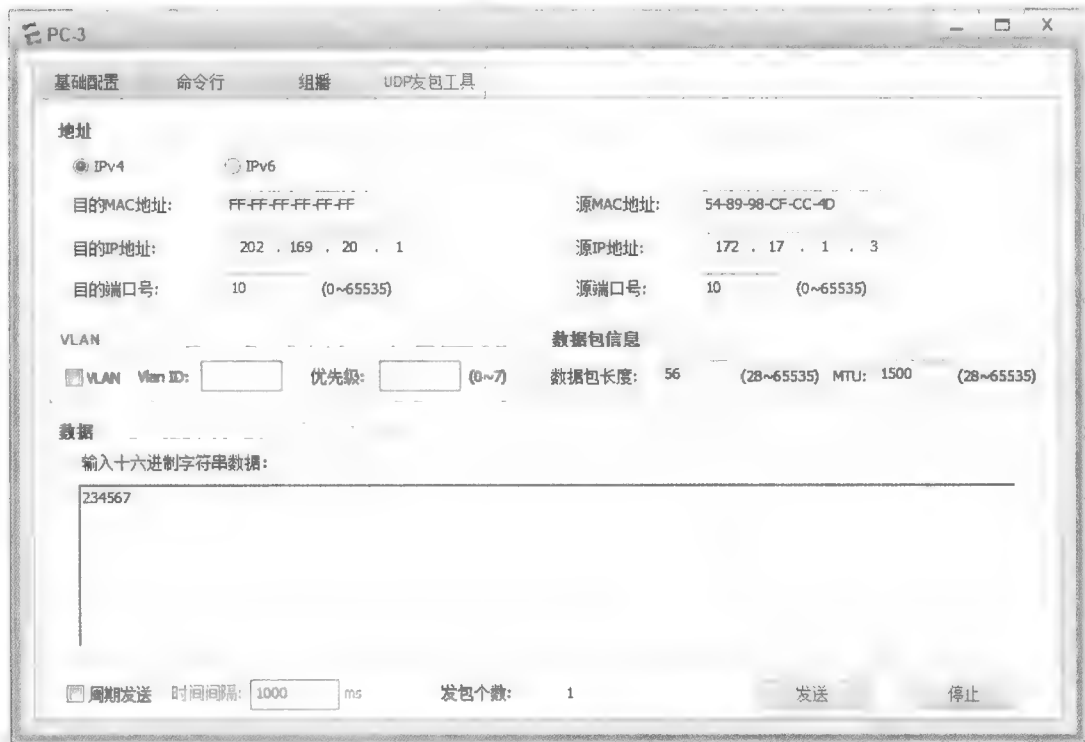 PC-3
基础配置 命令行 组播 UDP发包工具
地址
IPv4 IPv6
目的MAC地址: FF-FF-FF-FF-FF-FF 源MAC地址: 54-89-98-CF-CC-4D
目的IP地址: 202 . 169 . 20 . 1 源IP地址: 172 . 17 . 1 . 3
目的端口号: 10 (0~65535) 源端口号: 10 (0~65535)
VLAN 数据包信息
VLAN Vlan ID: 优先级: (0~7) 数据包长度: 56 (28~65535) MTU: 1500 (28~65535)
数据
输入十六进制字符串数据:
234567
周期发送 时间间隔: 1000 ms 发包个数: 1 发送 停止